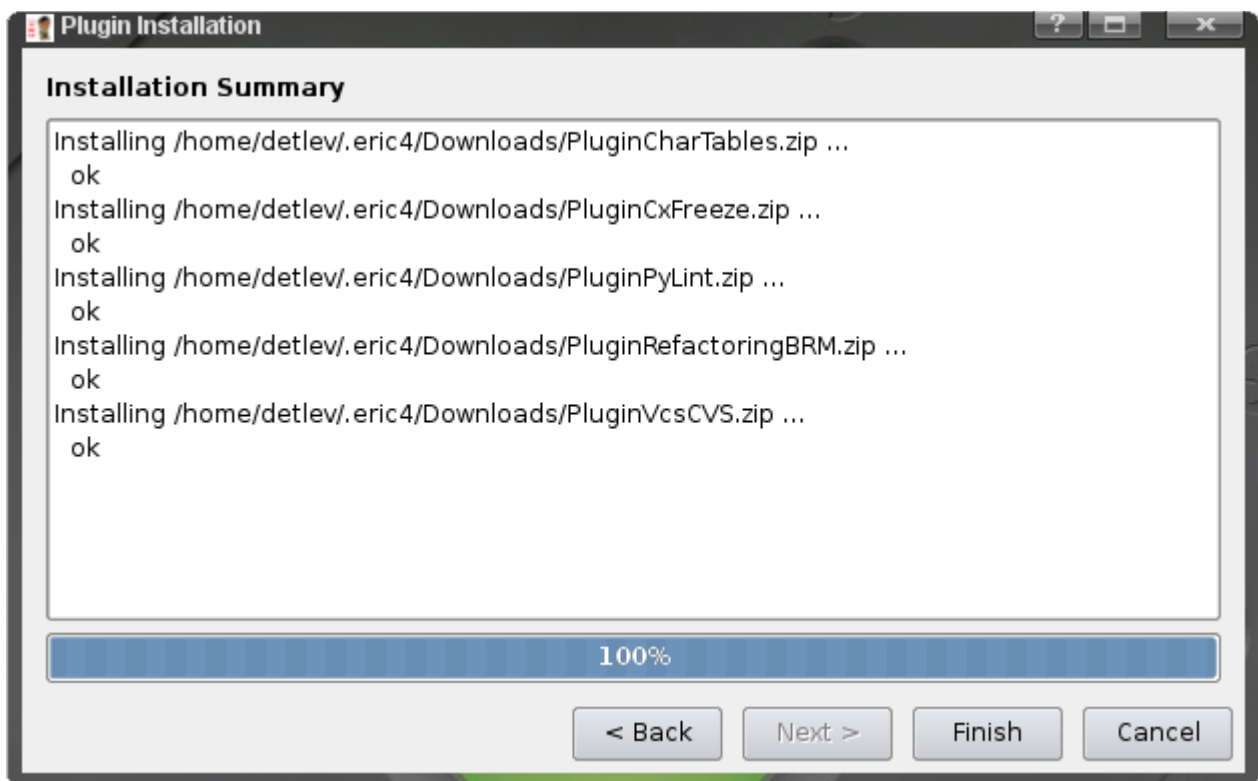 Plugin Installation
Installation Summary
Installing /home/detlev/.eric4/Downloads/PluginCharTables.zip ...
ok
Installing /home/detlev/.eric4/Downloads/PluginCxFreeze.zip ...
ok
Installing /home/detlev/.eric4/Downloads/PluginPyLint.zip ...
ok
Installing /home/detlev/.eric4/Downloads/PluginRefactoringBRM.zip ...
ok
Installing /home/detlev/.eric4/Downloads/PluginVcsCVS.zip ...
ok
100%
< Back Next > Finish Cancel